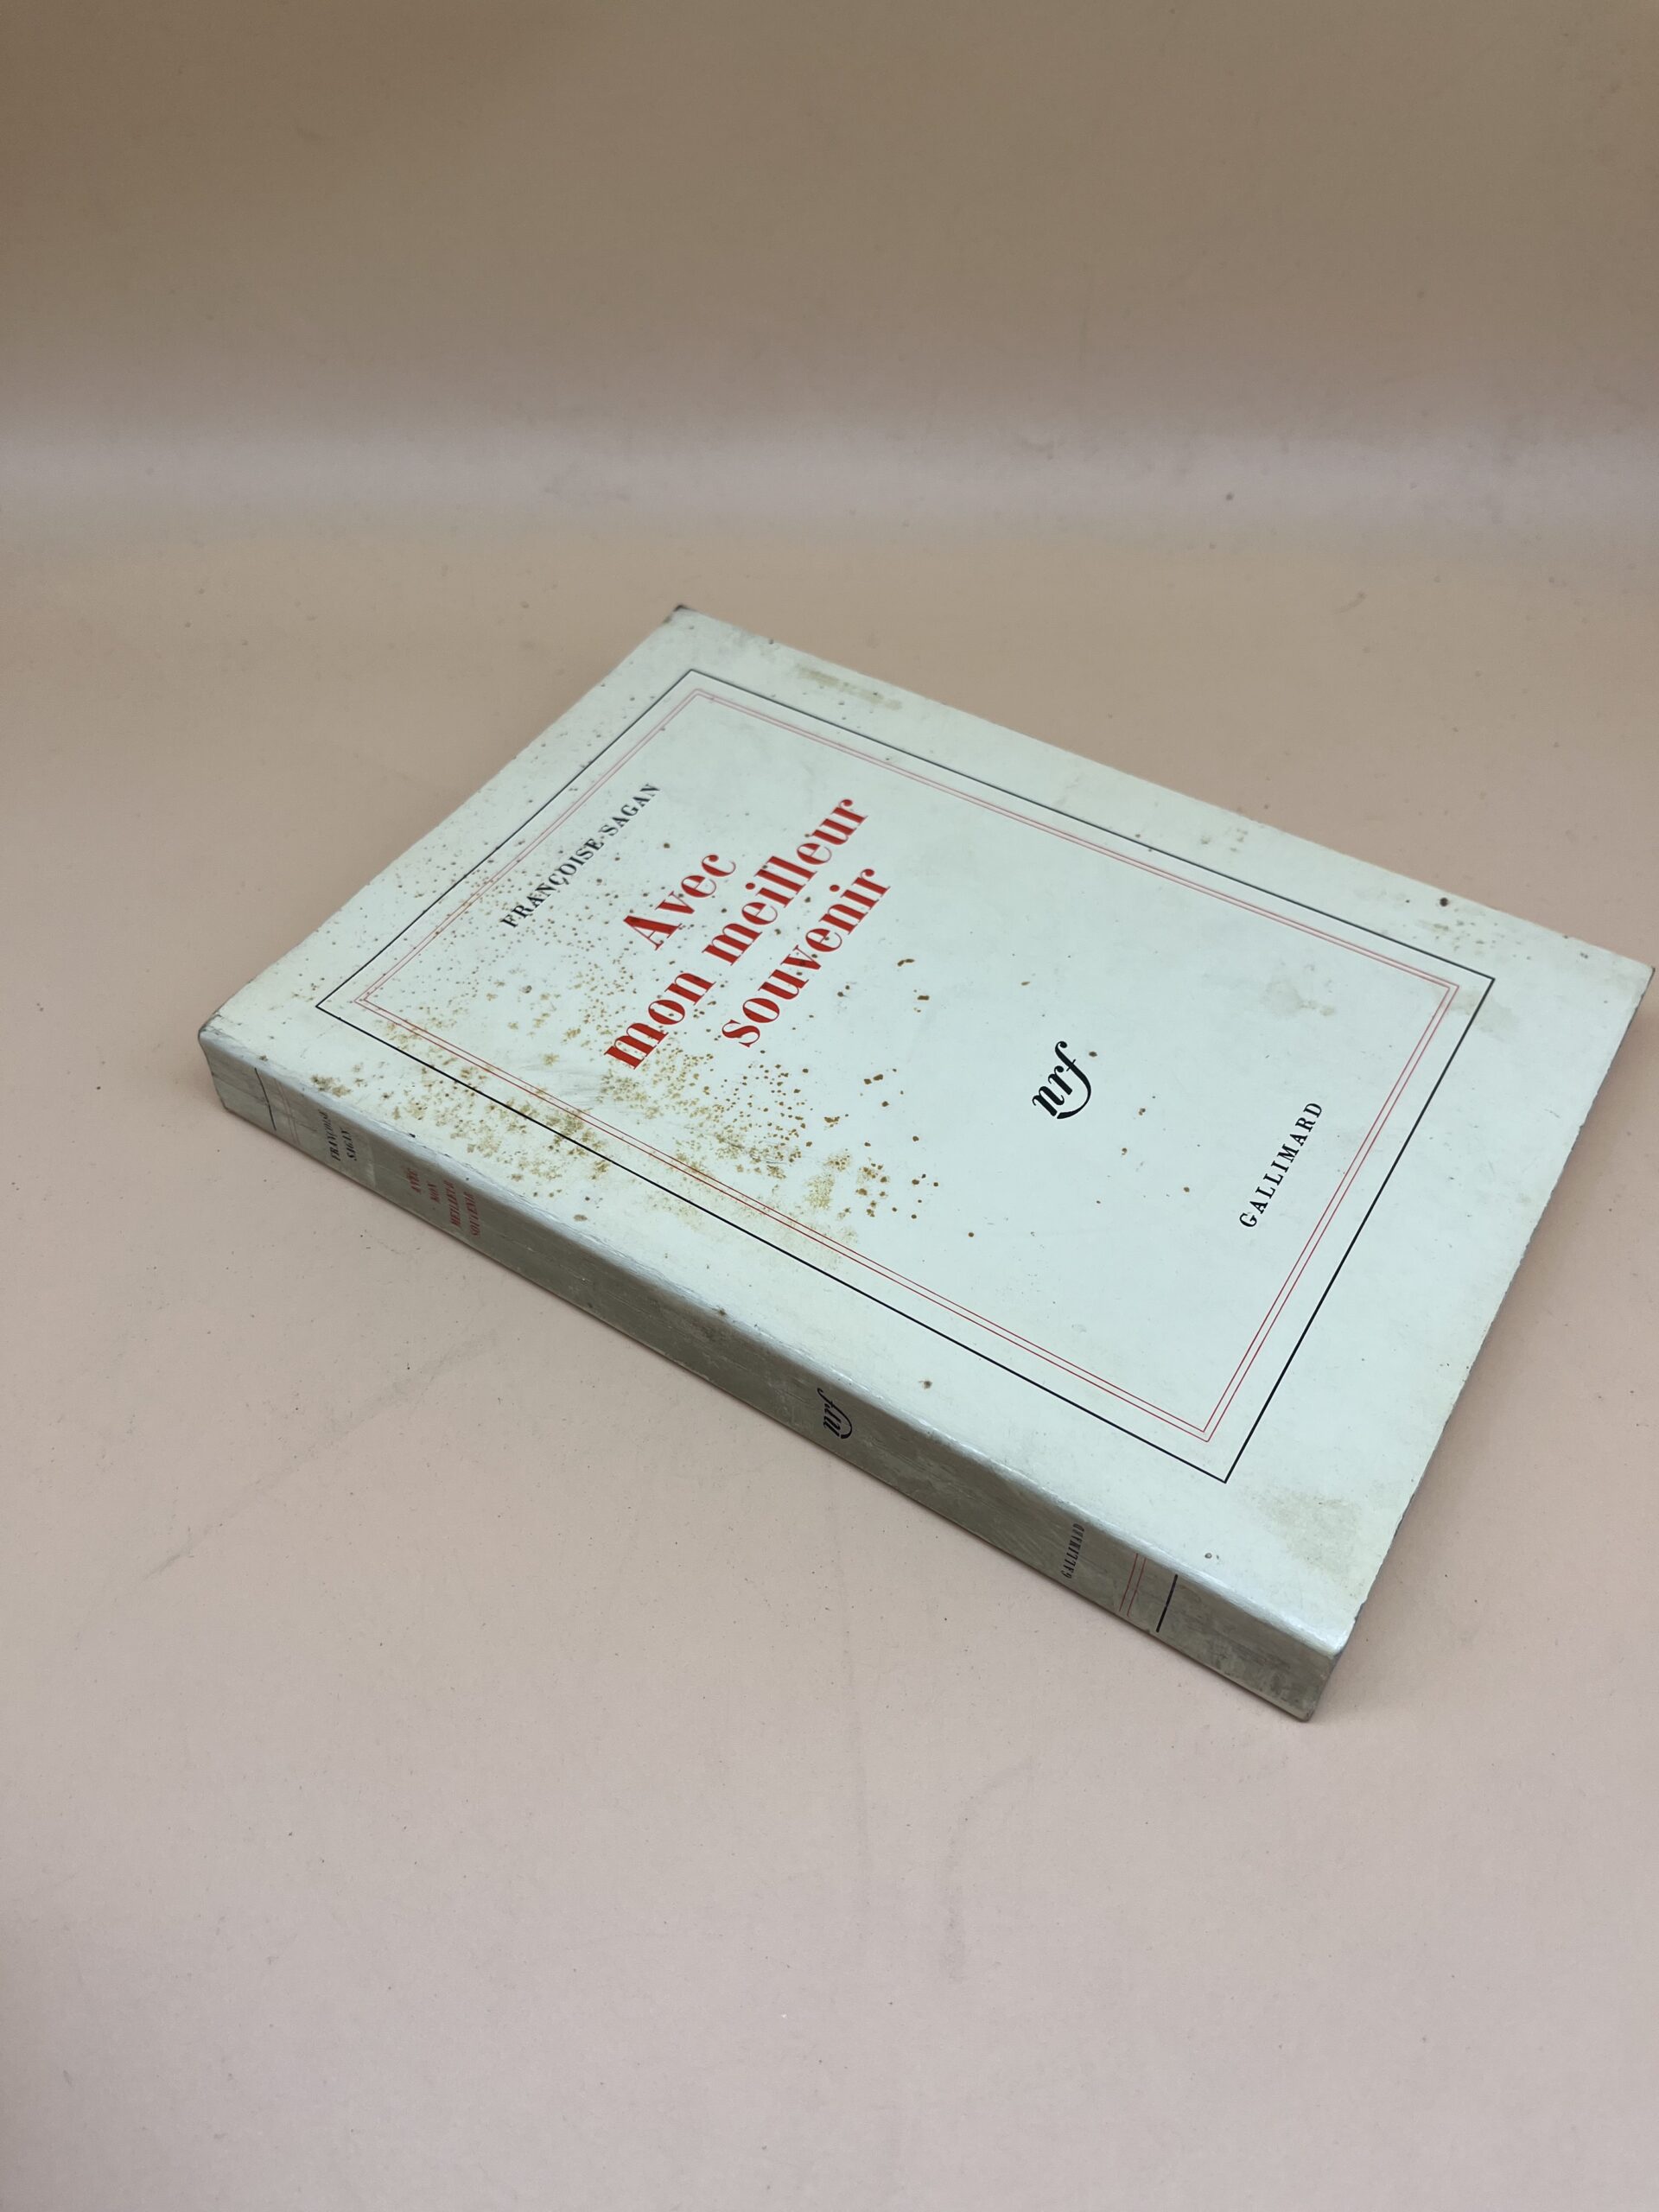 FRANÇOISE SAGAN
Avec
mon meilleur
souvenir
nrf
GALLIMARD
FRANÇOISE
SAGAN
AVEC
MON
MEILLEUR
SOUVENIR
nrf
GALLIMARD